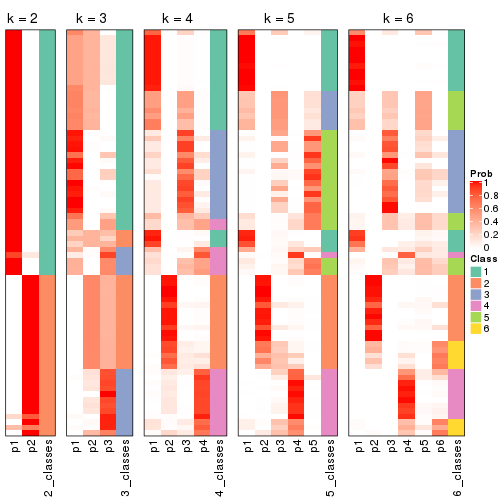 k = 2
k = 3
k = 4
k = 5
k = 6
Prob
1
0.8
0.6
0.4
0.2
0
Class
1
2
3
4
5
6
p1 p2 2_classes
p1 p2 p3 3_classes
p1 p2 p3 p4 4_classes
p1 p2 p3 p4 p5 5_classes
p1 p2 p3 p4 p5 p6 6_classes